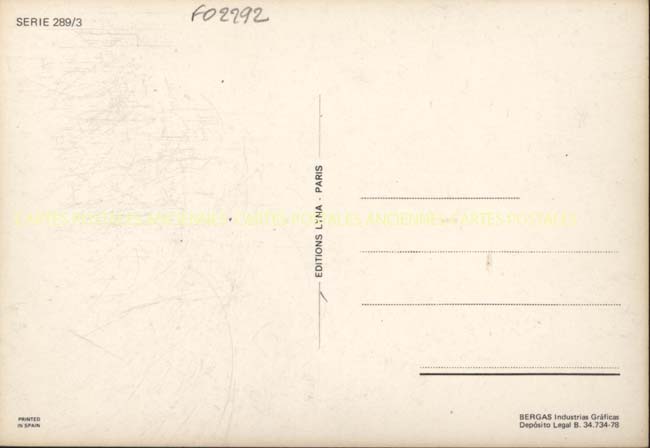 SERIE 289/3
FO2292
EDITIONS LYNA - PARIS
CARTES POSTALES ANCIENNES CARTES POSTALES ANCIENNES CARTES POSTALES
PRINTED
IN SPAIN
BERGAS Industrias Gráficas
Depósito Legal B. 34.734-78